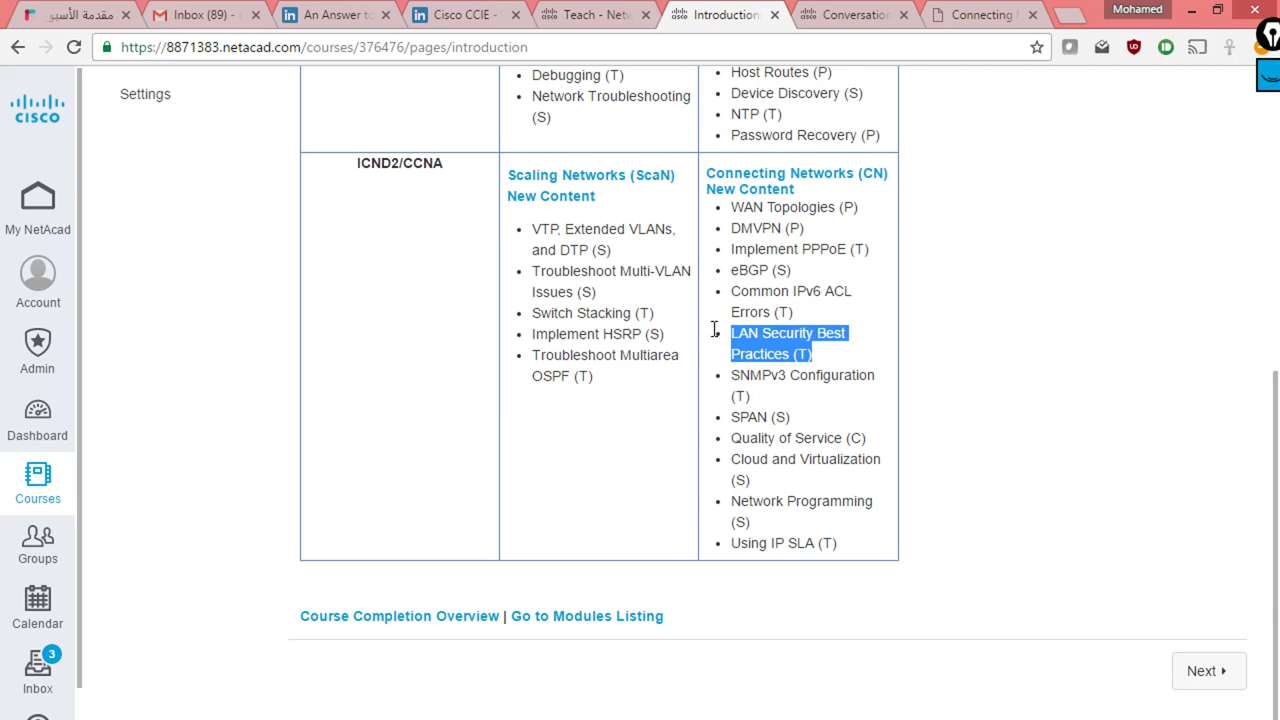 مقدمة الأسبو
Inbox (89) -
An Answer to
Cisco CCIE -
Teach - Netw
Introduction
Conversation
Connecting
Mohamed
https://8871383.netacad.com/courses/376476/pages/introduction
CISCO
My NetAcad
Account
Admin
Dashboard
Courses
Groups
Calendar
3
Inbox
Settings
Debugging (T)
Network Troubleshooting
(S)
Host Routes (P)
Device Discovery (S)
NTP (T)
Password Recovery (P)
ICND2/CCNA
Scaling Networks (ScaN)
New Content
VTP, Extended VLANs,
and DTP (S)
Troubleshoot Multi-VLAN
Issues (S)
Switch Stacking (T)
Implement HSRP (S)
Troubleshoot Multiarea
OSPF (T)
Connecting Networks (CN)
New Content
WAN Topologies (P)
DMVPN (P)
Implement PPPoE (T)
eBGP (S)
Common IPv6 ACL
Errors (T)
LAN Security Best
Practices (T)
SNMPv3 Configuration
(T)
SPAN (S)
Quality of Service (C)
Cloud and Virtualization
(S)
Network Programming
(S)
Using IP SLA (T)
Course Completion Overview | Go to Modules Listing
Next